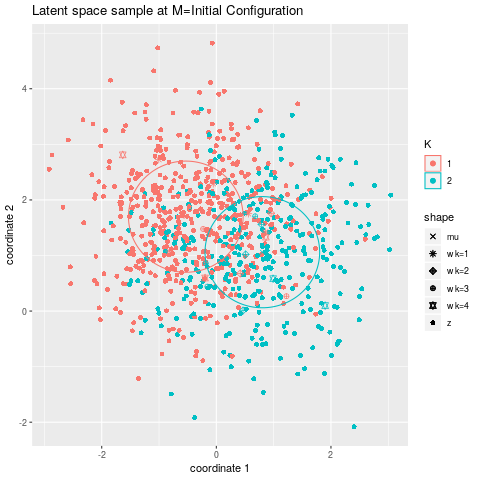 Latent space sample at M=Initial Configuration
4
2
0
-2
-2
0
2
coordinate 1
coordinate 2
K
1
2
shape
mu
wk=1
wk=2
wk=3
wk=4
z